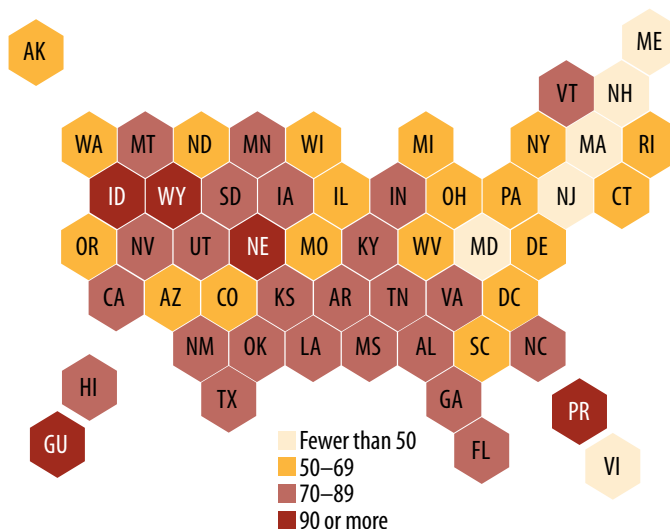 ME
AK
VT NH
WA MT ND MN WI MI NY MA RI
ID WY SD IA IL IN OH PA NJ CT
OR NV UT NE MO KY WV MD DE
CA AZ CO KS AR TN VA DC
NM OK LA MS AL SC NC
HI TX GA PR
GU FL VI
Fewer than 50
50–69
70–89
90 or more